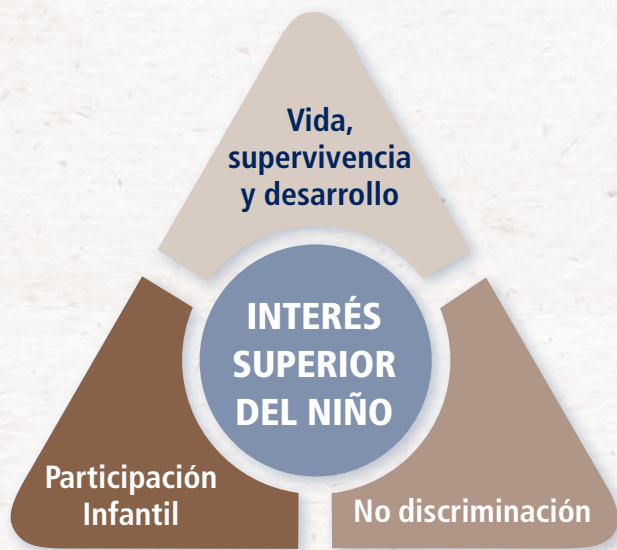 Vida,
supervivencia
y desarrollo
INTERÉS
SUPERIOR
DEL NIÑO
Participación
Infantil
No discriminación